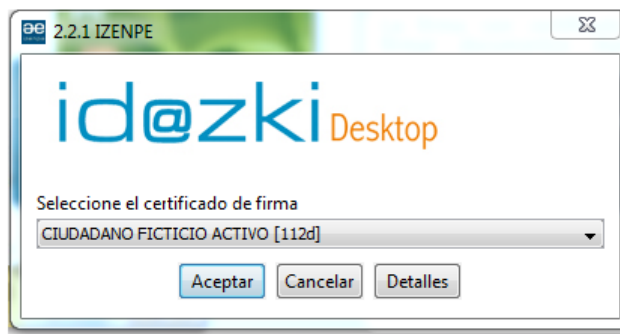 2.2.1 IZENPE
id@zki Desktop
Seleccione el certificado de firma
CIUDADANO FICTICIO ACTIVO [112d]
Aceptar Cancelar Detalles